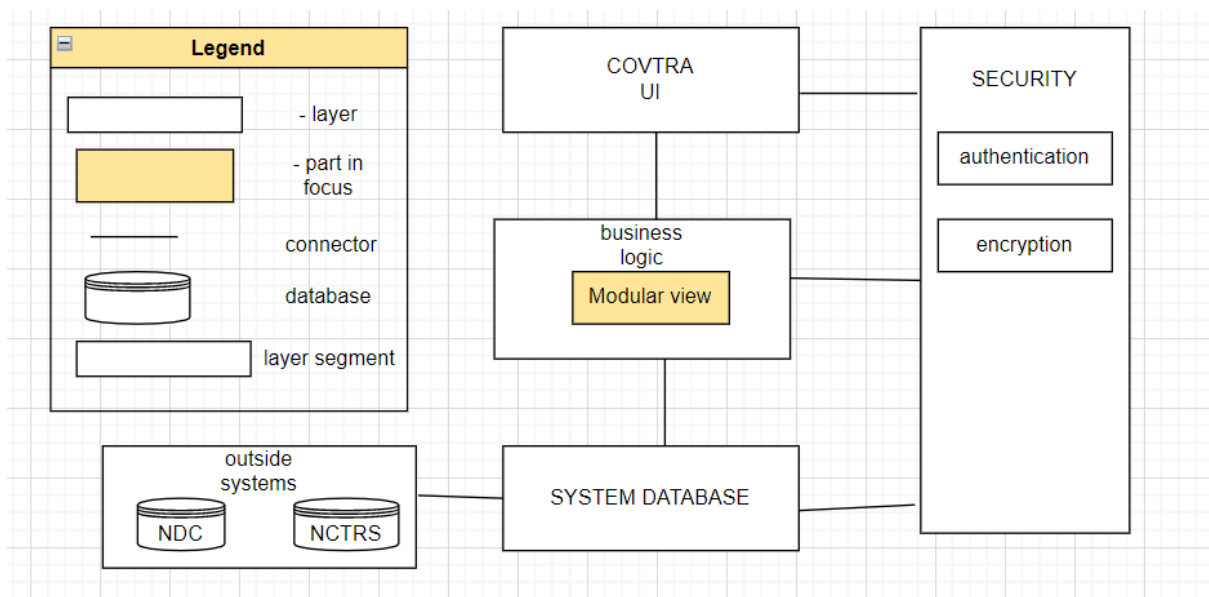 Legend
- layer
- part in
focus
connector
database
layer segment
COVTRA
UI
business
logic
Modular view
SYSTEM DATABASE
outside
systems
NDC
NCTRS
SECURITY
authentication
encryption